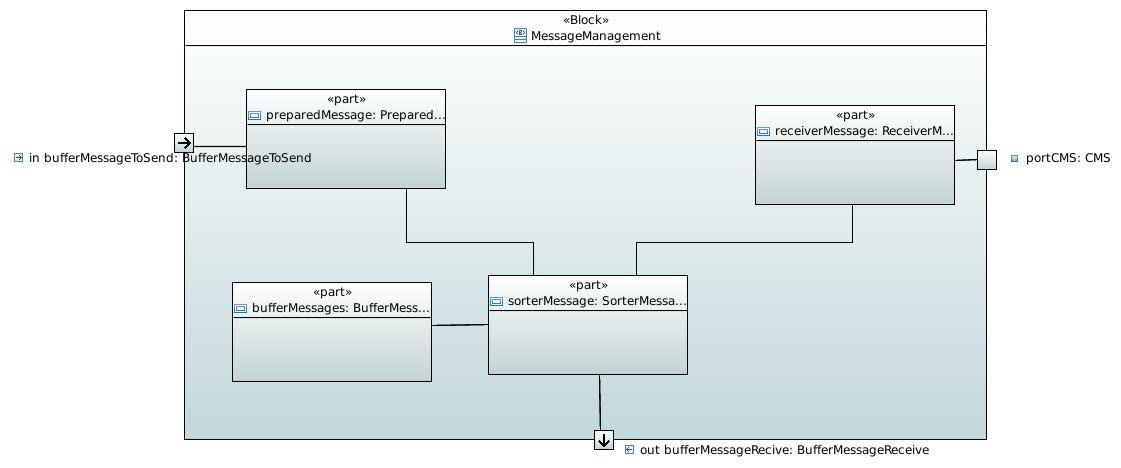 «Block»
MessageManagement
«part»
preparedMessage: Prepared...
«part»
receiverMessage: ReceiverM...
in bufferMessageToSend: BufferMessageToSend
portCMS: CMS
«part»
bufferMessages: BufferMess...
«part»
sorterMessage: SorterMessa...
out bufferMessageRecive: BufferMessageReceive